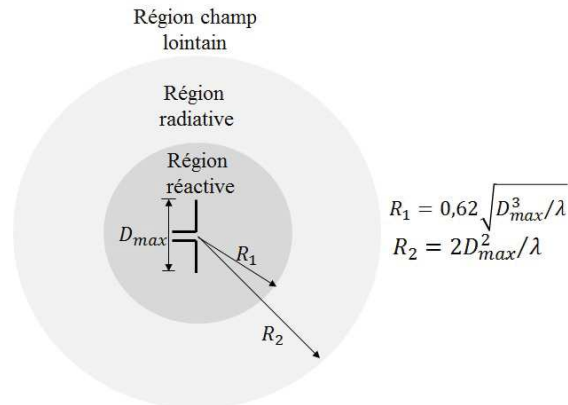 Région champ
lointain
Région
radiative
Région
réactive
D_max
R_1
R_2
R_1 = 0,62√(D_max^3/λ)
R_2 = 2D_max^2/λ